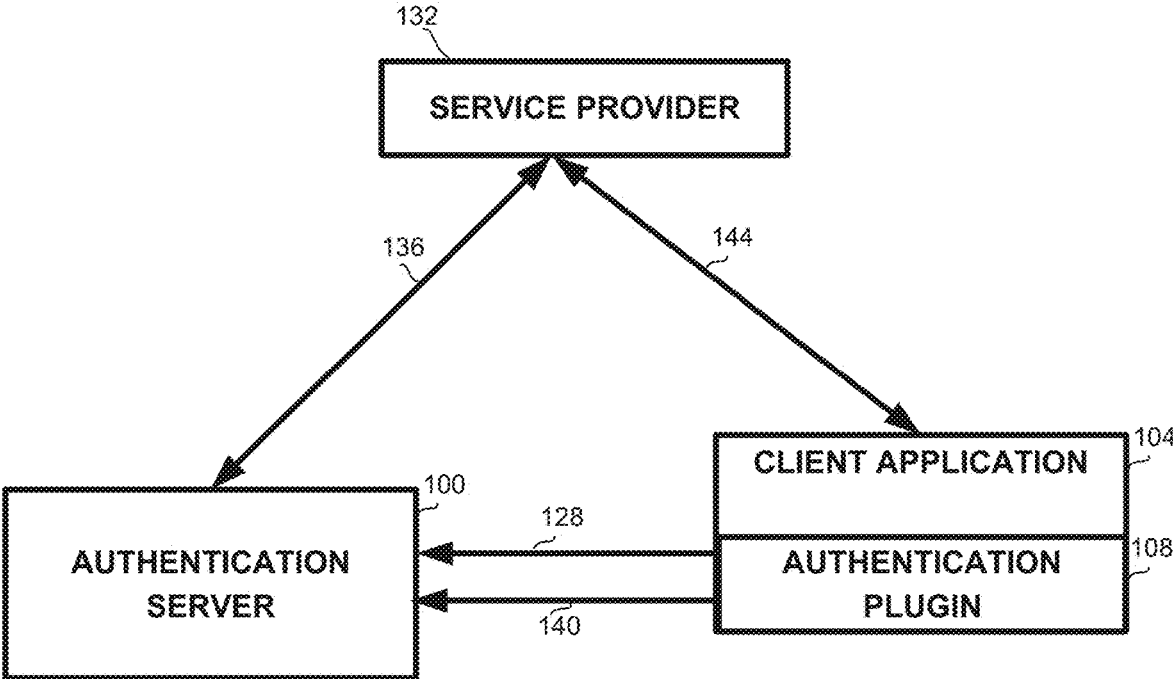 132
SERVICE PROVIDER
136
144
CLIENT APPLICATION
104
100
128
AUTHENTICATION
SERVER
AUTHENTICATION
PLUGIN
108
140